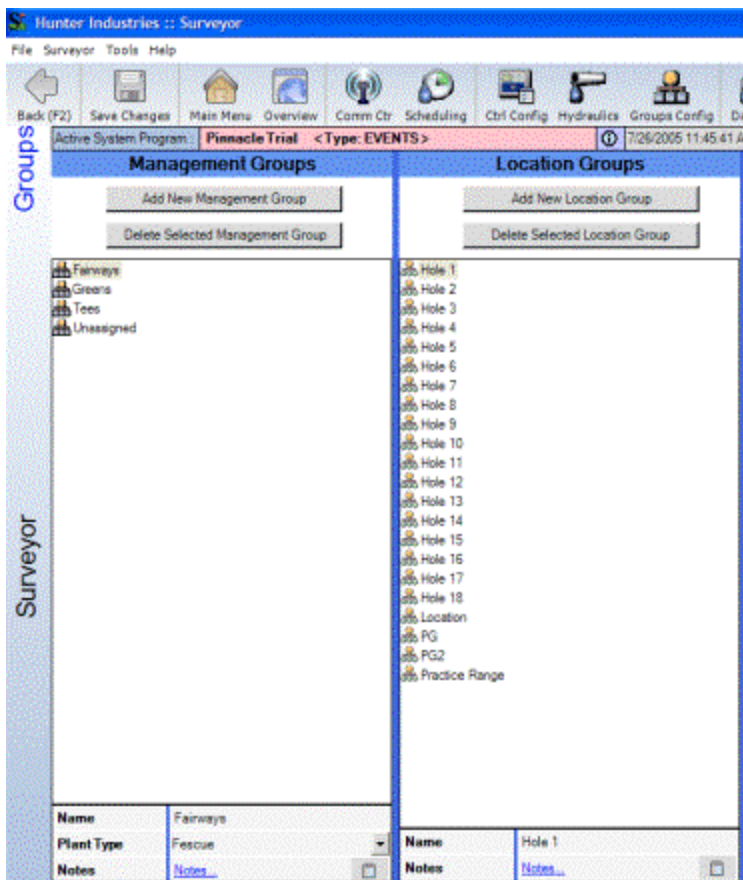 Hunter Industries :: Surveyor
File Surveyor Tools Help
Back (F2) Save Changes Main Menu Overview Comm Ctr Scheduling Ctrl Config Hydraulics Groups Config
Active System Program Pinnacle Trial <Type: EVENTS> 7/26/2005 11:45:41 A
Groups
Surveyor
Management Groups
Add New Management Group
Delete Selected Management Group
Fairways
Greens
Tees
Unassigned
Name Fairways
Plant Type Fescue
Notes Notes...
Location Groups
Add New Location Group
Delete Selected Location Group
Hole 1
Hole 2
Hole 3
Hole 4
Hole 5
Hole 6
Hole 7
Hole 8
Hole 9
Hole 10
Hole 11
Hole 12
Hole 13
Hole 14
Hole 15
Hole 16
Hole 17
Hole 18
Location
PG
PG2
Practice Range
Name Hole 1
Notes Notes...